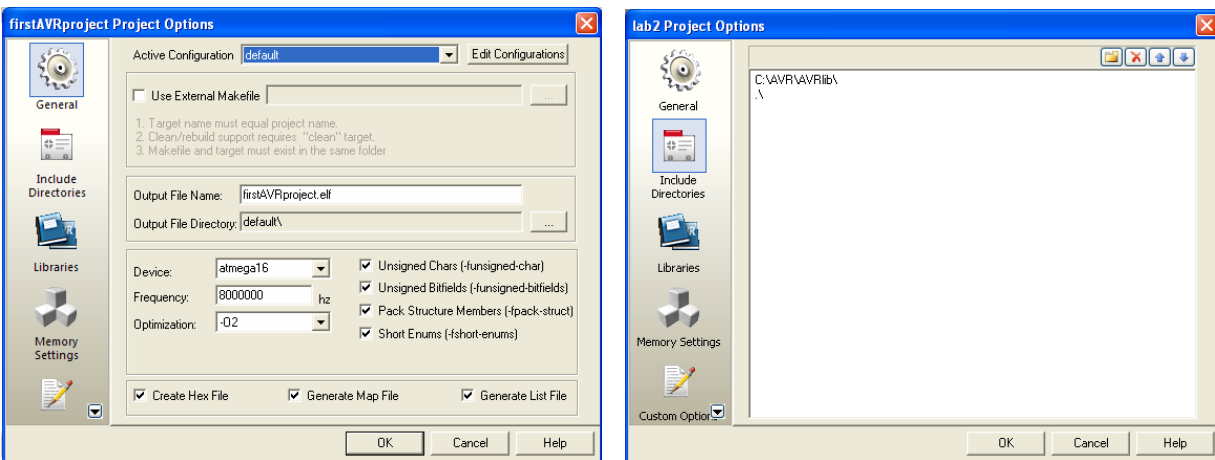 firstAVRproject Project Options
General
Include
Directories
Libraries
Memory
Settings
Active Configuration default Edit Configurations
Use External Makefile ...
1. Target name must equal project name.
2. Clean/rebuild support requires "clean" target.
3. Makefile and target must exist in the same folder
Output File Name: firstAVRproject.elf
Output File Directory: default\ ...
Device: atmega16
Frequency: 8000000 hz
Optimization: -O2
Unsigned Chars (-funsigned-char)
Unsigned Bitfields (-funsigned-bitfields)
Pack Structure Members (-fpack-struct)
Short Enums (-fshort-enums)
Create Hex File Generate Map File Generate List File
OK Cancel Help
lab2 Project Options
General
Include
Directories
Libraries
Memory Settings
Custom Option
C:\AVR\AVRlib\
.\
OK Cancel Help